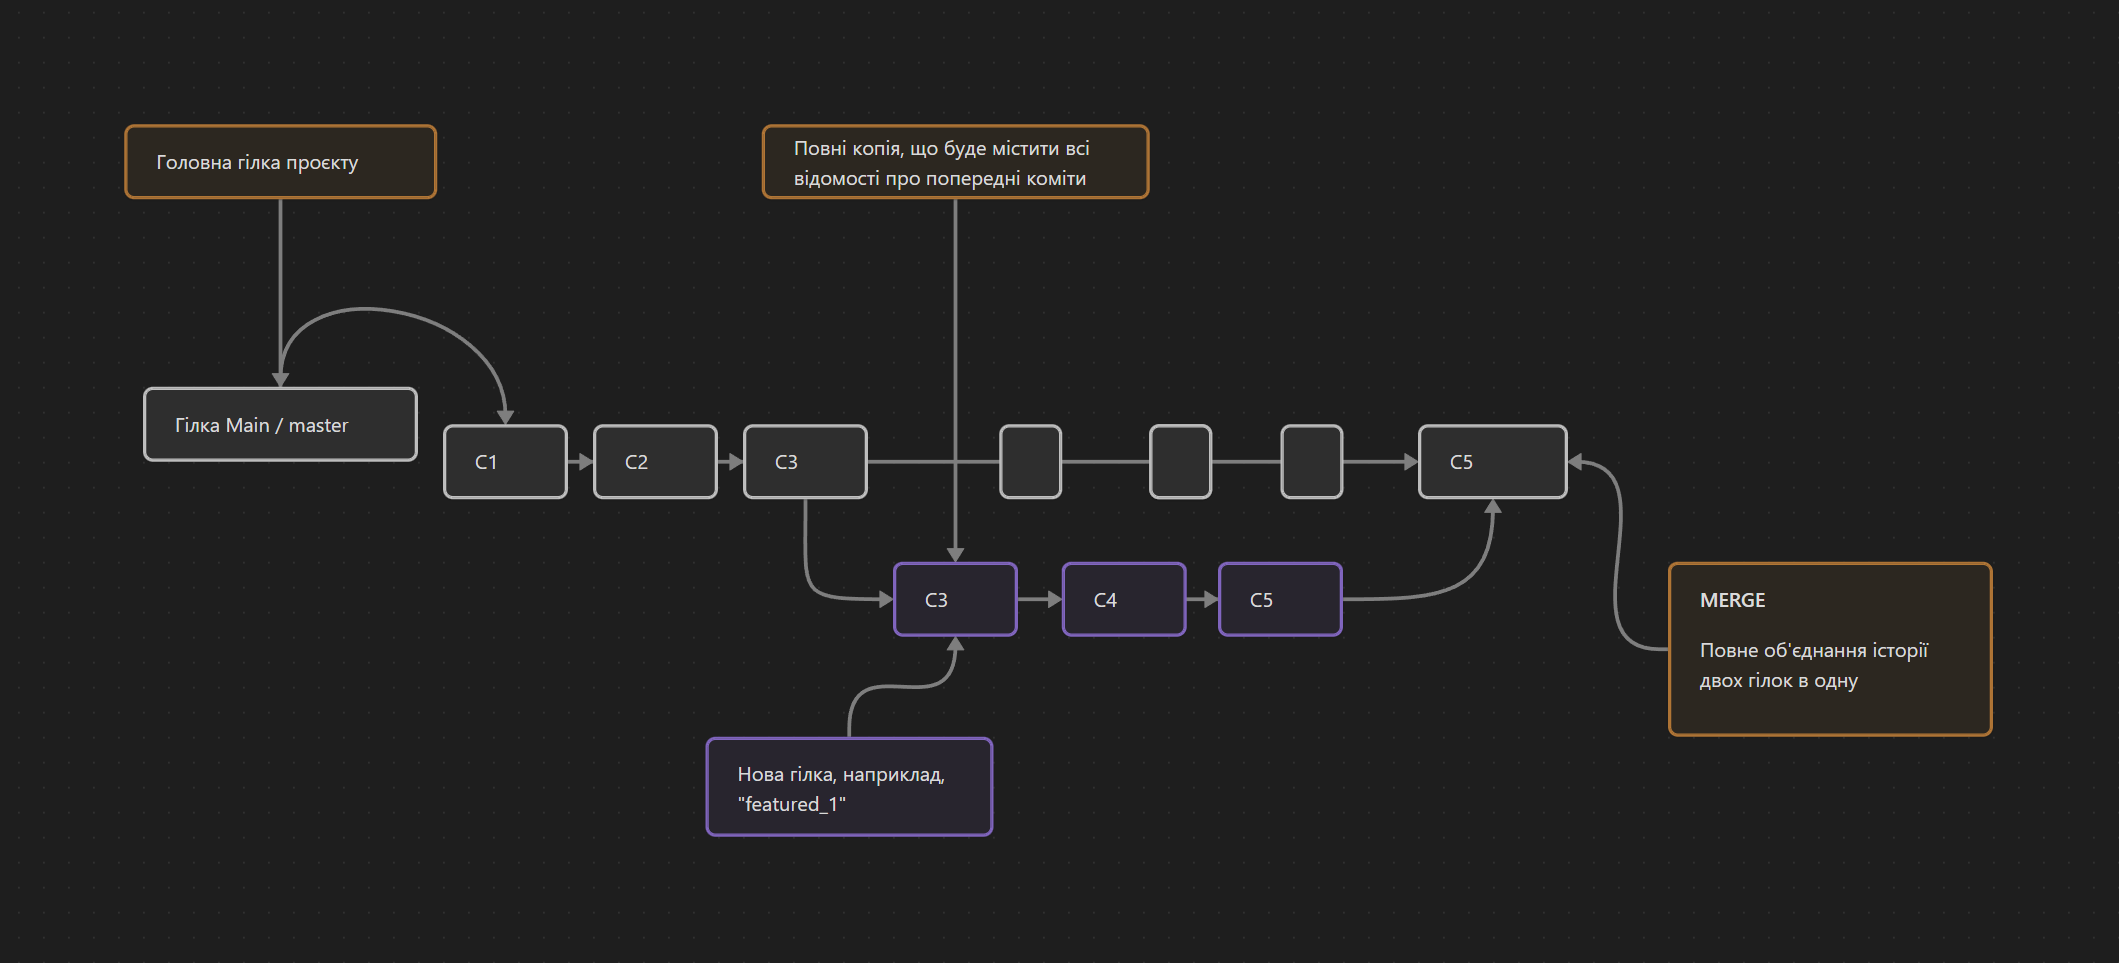 Головна гілка проєкту
Повні копія, що буде містити всі
відомості про попередні коміти
Гілка Main / master
C1
C2
C3
C5
C3
C4
C5
MERGE
Повне об'єднання історії
двох гілок в одну
Нова гілка, наприклад,
"featured_1"